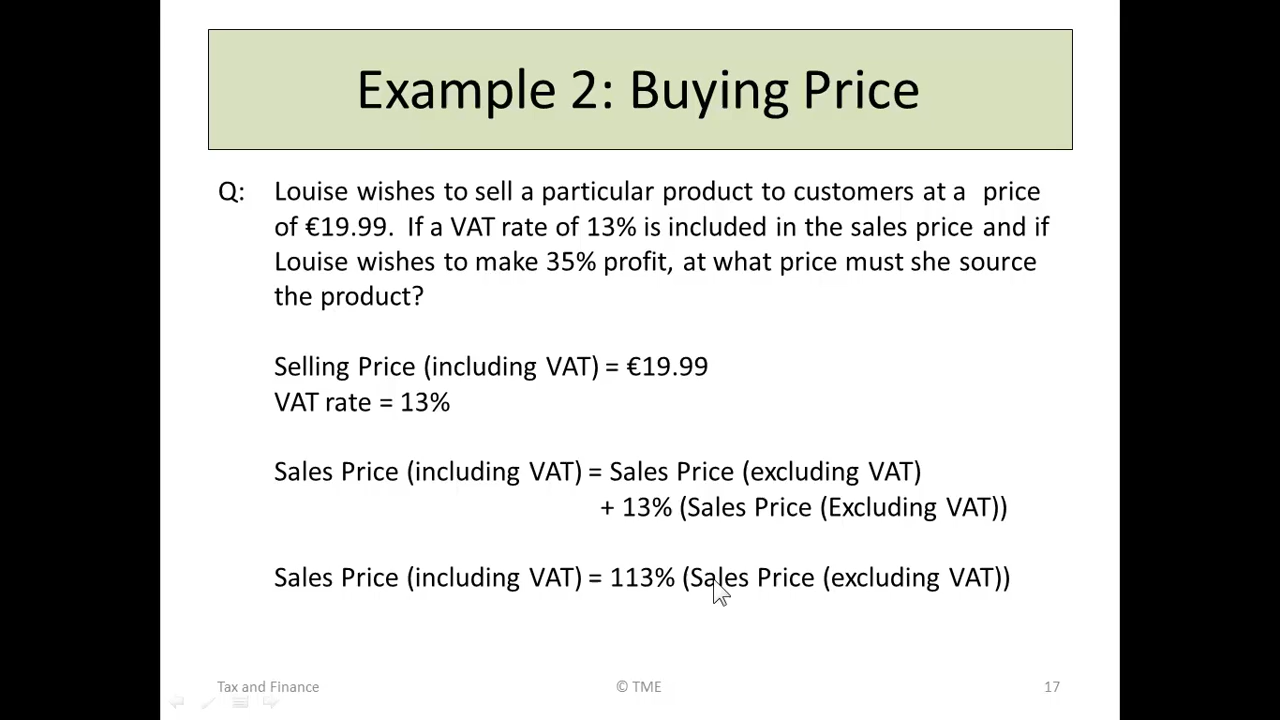 Example 2: Buying Price
Q: Louise wishes to sell a particular product to customers at a price
of €19.99. If a VAT rate of 13% is included in the sales price and if
Louise wishes to make 35% profit, at what price must she source
the product?
Selling Price (including VAT) = €19.99
VAT rate = 13%
Sales Price (including VAT) = Sales Price (excluding VAT)
+ 13% (Sales Price (Excluding VAT))
Sales Price (including VAT) = 113% (Sales Price (excluding VAT))
Tax and Finance © TME 17